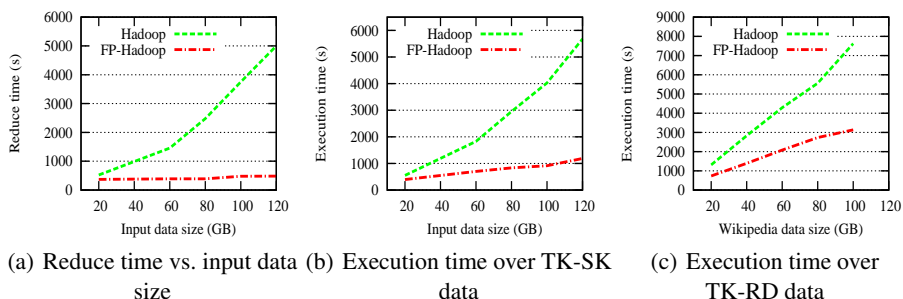 Hadoop
FP-Hadoop
6000
5000
4000
3000
2000
1000
0
Reduce time (s)
20 40 60 80 100 120
Input data size (GB)
(a) Reduce time vs. input data
size
Hadoop
FP-Hadoop
6000
5000
4000
3000
2000
1000
0
Execution time (s)
20 40 60 80 100 120
Input data size (GB)
(b) Execution time over TK-SK
data
Hadoop
FP-Hadoop
9000
8000
7000
6000
5000
4000
3000
2000
1000
0
Execution time (s)
20 40 60 80 100 120
Wikipedia data size (GB)
(c) Execution time over
TK-RD data